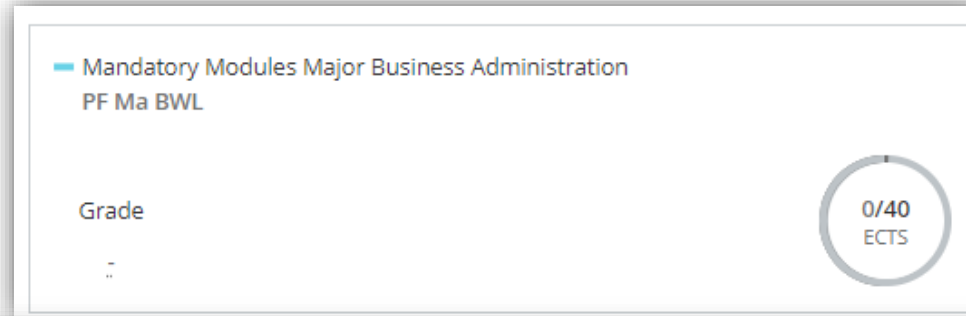 Mandatory Modules Major Business Administration
PF Ma BWL
Grade
0/40
ECTS